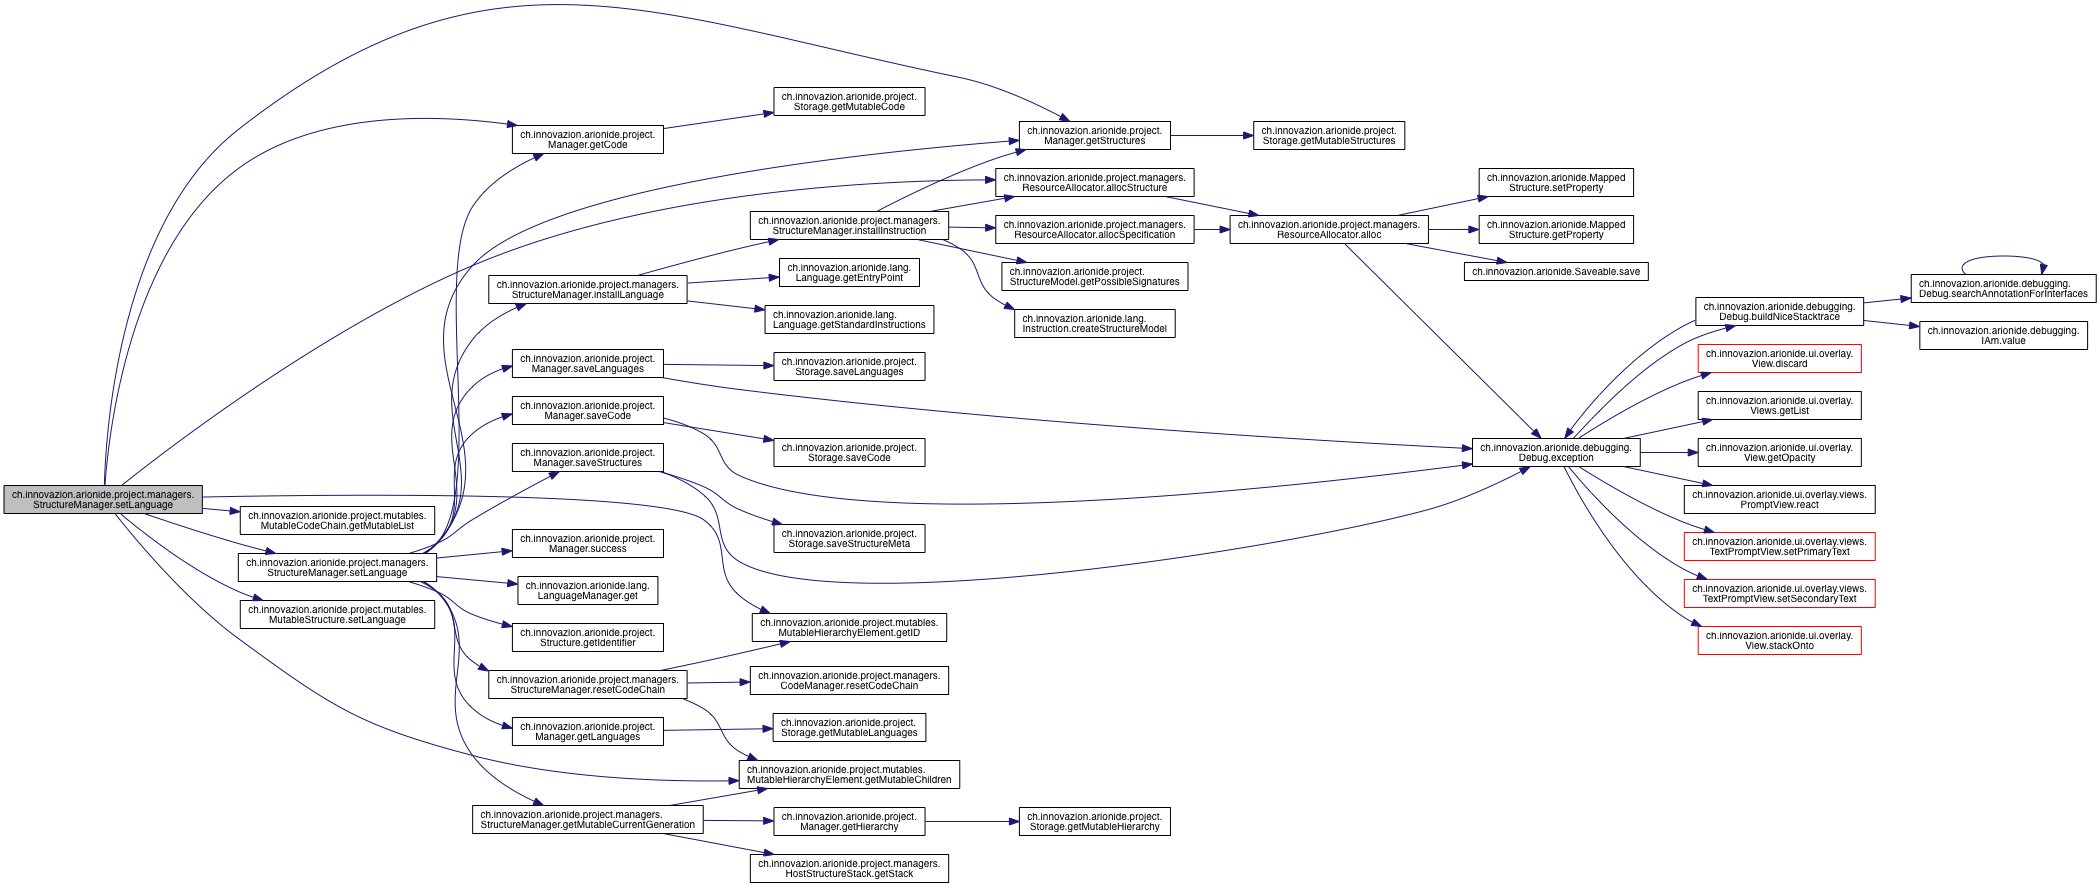 ch.innovazion.arionide.project.managers.
StructureManager.setLanguage
ch.innovazion.arionide.project.mutables.
MutableCodeChain.getMutableList
ch.innovazion.arionide.project.managers.
StructureManager.setLanguage
ch.innovazion.arionide.project.mutables.
MutableStructure.setLanguage
ch.innovazion.arionide.project.
Manager.getCode
ch.innovazion.arionide.project.managers.
StructureManager.installLanguage
ch.innovazion.arionide.project.
Manager.saveLanguages
ch.innovazion.arionide.project.
Manager.saveCode
ch.innovazion.arionide.project.
Manager.saveStructures
ch.innovazion.arionide.project.
Manager.success
ch.innovazion.arionide.lang.
LanguageManager.get
ch.innovazion.arionide.project.
Structure.getIdentifier
ch.innovazion.arionide.project.managers.
StructureManager.resetCodeChain
ch.innovazion.arionide.project.
Manager.getLanguages
ch.innovazion.arionide.project.managers.
StructureManager.getMutableCurrentGeneration
ch.innovazion.arionide.project.
Storage.getMutableCode
ch.innovazion.arionide.project.managers.
StructureManager.installInstruction
ch.innovazion.arionide.lang.
Language.getEntryPoint
ch.innovazion.arionide.lang.
Language.getStandardInstructions
ch.innovazion.arionide.project.
Storage.saveLanguages
ch.innovazion.arionide.project.
Storage.saveCode
ch.innovazion.arionide.project.
Storage.saveStructureMeta
ch.innovazion.arionide.project.mutables.
MutableHierarchyElement.getID
ch.innovazion.arionide.project.managers.
CodeManager.resetCodeChain
ch.innovazion.arionide.project.
Storage.getMutableLanguages
ch.innovazion.arionide.project.mutables.
MutableHierarchyElement.getMutableChildren
ch.innovazion.arionide.project.
Manager.getHierarchy
ch.innovazion.arionide.project.managers.
HostStructureStack.getStack
ch.innovazion.arionide.project.
Manager.getStructures
ch.innovazion.arionide.project.managers.
ResourceAllocator.allocStructure
ch.innovazion.arionide.project.managers.
ResourceAllocator.allocSpecification
ch.innovazion.arionide.project.
StructureModel.getPossibleSignatures
ch.innovazion.arionide.lang.
Instruction.createStructureModel
ch.innovazion.arionide.project.
Storage.getMutableHierarchy
ch.innovazion.arionide.project.
Storage.getMutableStructures
ch.innovazion.arionide.project.managers.
ResourceAllocator.alloc
ch.innovazion.arionide.Mapped
Structure.setProperty
ch.innovazion.arionide.Mapped
Structure.getProperty
ch.innovazion.arionide.Saveable.save
ch.innovazion.arionide.debugging.
Debug.exception
ch.innovazion.arionide.debugging.
Debug.buildNiceStacktrace
ch.innovazion.arionide.ui.overlay.
View.discard
ch.innovazion.arionide.ui.overlay.
Views.getList
ch.innovazion.arionide.ui.overlay.
View.getOpacity
ch.innovazion.arionide.ui.overlay.views.
PromptView.react
ch.innovazion.arionide.ui.overlay.views.
TextPromptView.setPrimaryText
ch.innovazion.arionide.ui.overlay.views.
TextPromptView.setSecondaryText
ch.innovazion.arionide.ui.overlay.
View.stackOnto
ch.innovazion.arionide.debugging.
Debug.searchAnnotationForInterfaces
ch.innovazion.arionide.debugging.
IAm.value